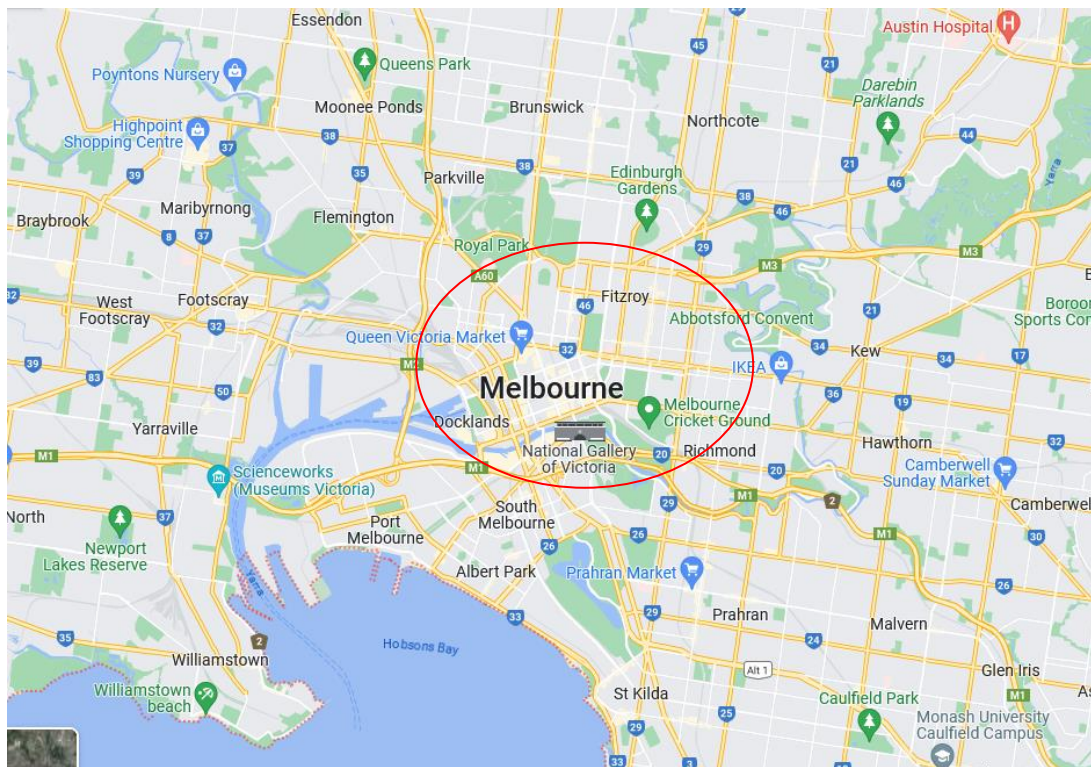 Essendon
Austin Hospital
H
45
21
Queens Park
Poyntons Nursery
Darebin
Parklands
Moonee Ponds
Brunswick
Northcote
Highpoint
Shopping Centre
37
38
44
39
35
38
21
46
Yarra
Parkville
Edinburgh
Gardens
38
46
Braybrook
Maribyrnong
8
37
Flemington
29
Royal Park
M3
M3
A60
32
West
Footscray
Footscray
32
46
Fitzroy
Abbotsford Convent
Boroon
Sports Com
Queen Victoria Market
32
34
Kew
34
17
39
83
50
IKEA
36
19
Melbourne
Docklands
Melbourne
Cricket Ground
Yarraville
National Gallery
of Victoria
20
Richmond
Hawthorn
32
M1
Scienceworks
(Museums Victoria)
M1
M1
2
Camberwell
Sunday Market
Camberwell
North
37
Port
Melbourne
South
Melbourne
M1
30
Newport
Lakes Reserve
26
26
Yarra
Albert Park
Prahran Market
26
33
29
Prahran
35
2
Hobsons Bay
24
Malvern
Williamstown
Alt 1
Glen Iris
M1
Williamstown
beach
St Kilda
33
25
Caulfield Park
29
Monash University
Caulfield Campus